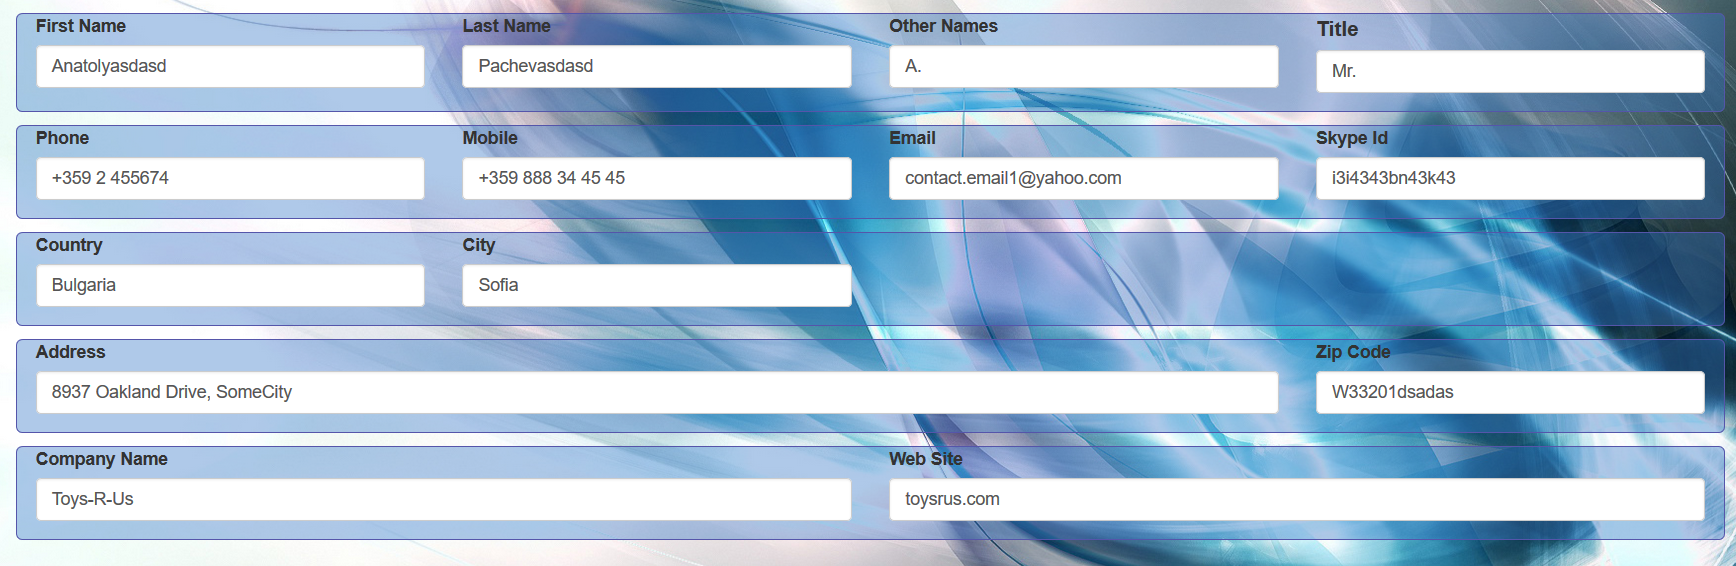 First Name Last Name Other Names Title
Anatolyasdasd Pachevasdasd A. Mr.
Phone Mobile Email Skype Id
+359 2 455674 +359 888 34 45 45 contact.email1@yahoo.com i3i4343bn43k43
Country City
Bulgaria Sofia
Address Zip Code
8937 Oakland Drive, SomeCity W33201dsadas
Company Name Web Site
Toys-R-Us toysrus.com